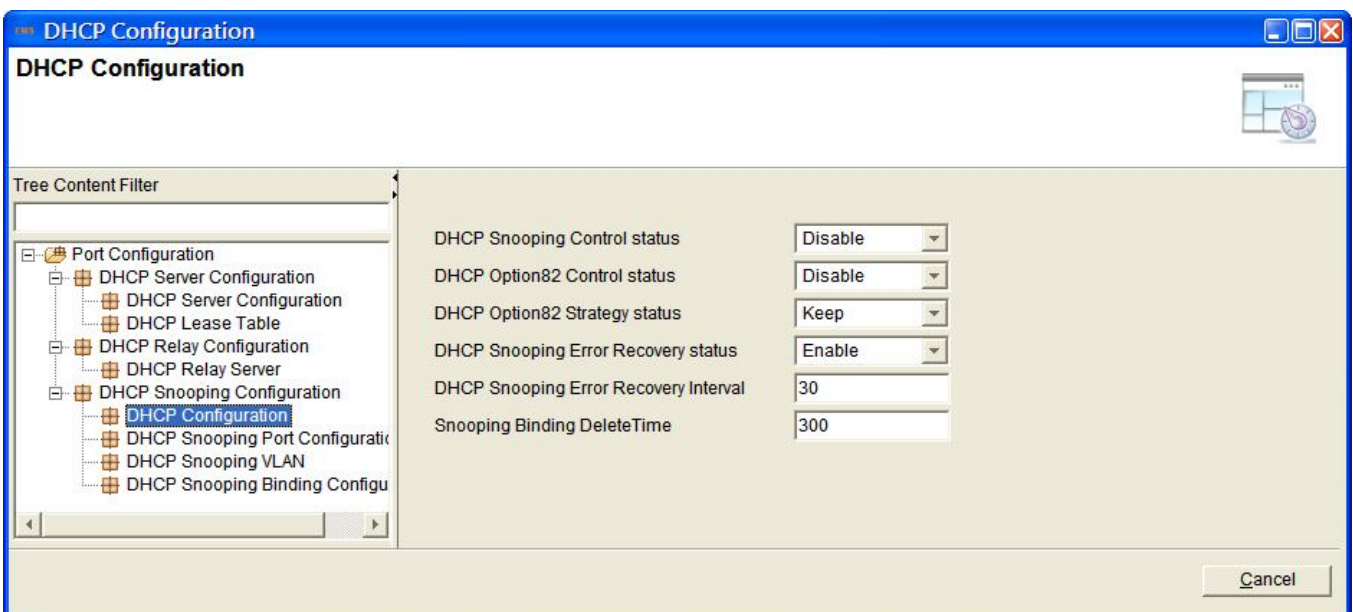 EMS DHCP Configuration
DHCP Configuration
Tree Content Filter
Port Configuration
DHCP Server Configuration
DHCP Server Configuration
DHCP Lease Table
DHCP Relay Configuration
DHCP Relay Server
DHCP Snooping Configuration
DHCP Configuration
DHCP Snooping Port Configuratio
DHCP Snooping VLAN
DHCP Snooping Binding Configu
DHCP Snooping Control status Disable
DHCP Option82 Control status Disable
DHCP Option82 Strategy status Keep
DHCP Snooping Error Recovery status Enable
DHCP Snooping Error Recovery Interval 30
Snooping Binding DeleteTime 300
Cancel